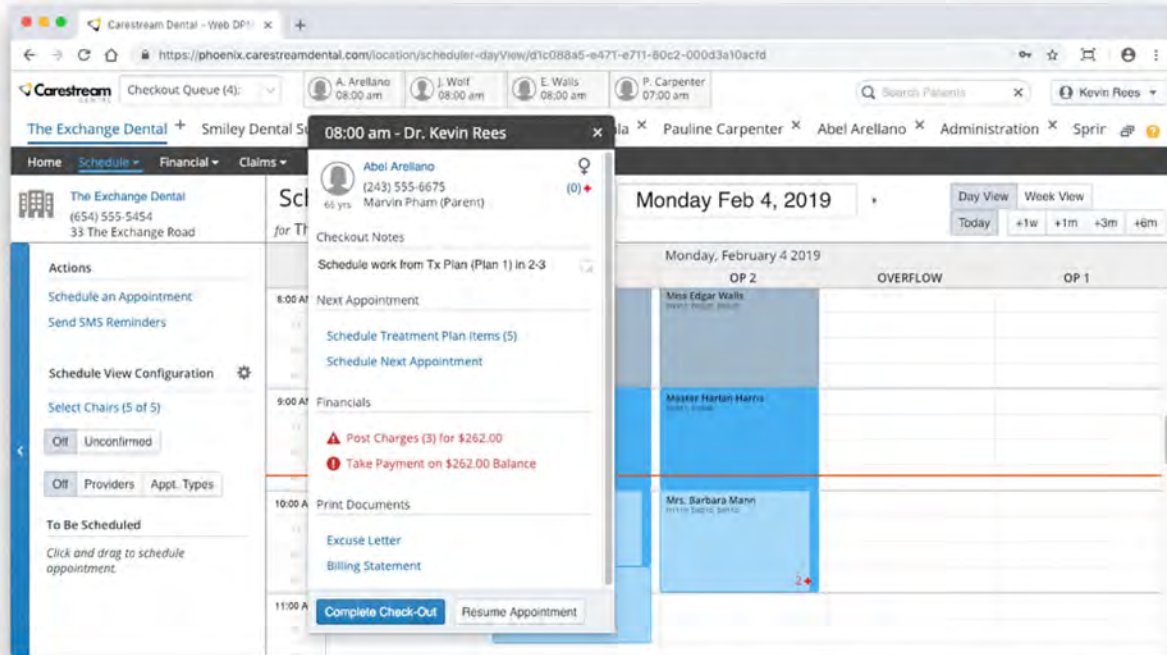 Carestream Dental - Web DPM
https://phoenix.carestreamdental.com/location/scheduler-dayView/d1c088a5-e471-e711-80c2-000d3a10acfd
Carestream
DENTAL
Checkout Queue (4):
A. Arellano
08:00 am
J. Wolf
08:00 am
E. Walls
08:00 am
P. Carpenter
07:00 am
Search Patients
Kevin Rees
The Exchange Dental
Smiley Dental
Pauline Carpenter
Abel Arellano
Administration
Sprin
Home Schedule Financial Claims
The Exchange Dental
(654) 555-5454
33 The Exchange Road
for
Monday Feb 4, 2019
Day View Week View
Today +1w +1m +3m +6m
Actions
Schedule an Appointment
Send SMS Reminders
Schedule View Configuration
Select Chairs (5 of 5)
Off Unconfirmed
Off Providers Appt. Types
To Be Scheduled
Click and drag to schedule
appointment.
08:00 am - Dr. Kevin Rees
Abel Arellano
(243) 555-6675
(0)
66 yrs Marvin Pham (Parent)
Checkout Notes
Schedule work from Tx Plan (Plan 1) in 2-3
Next Appointment
Schedule Treatment Plan Items (5)
Schedule Next Appointment
Financials
Post Charges (3) for $262.00
Take Payment on $262.00 Balance
Print Documents
Excuse Letter
Billing Statement
Complete Check-Out Resume Appointment
Monday, February 4 2019
OP 2 OVERFLOW OP 1
8:00 AM
9:00 AM
10:00 A
11:00 A
Miss Edgar Walls
Master Harlan Harris
Mrs. Barbara Mann
2